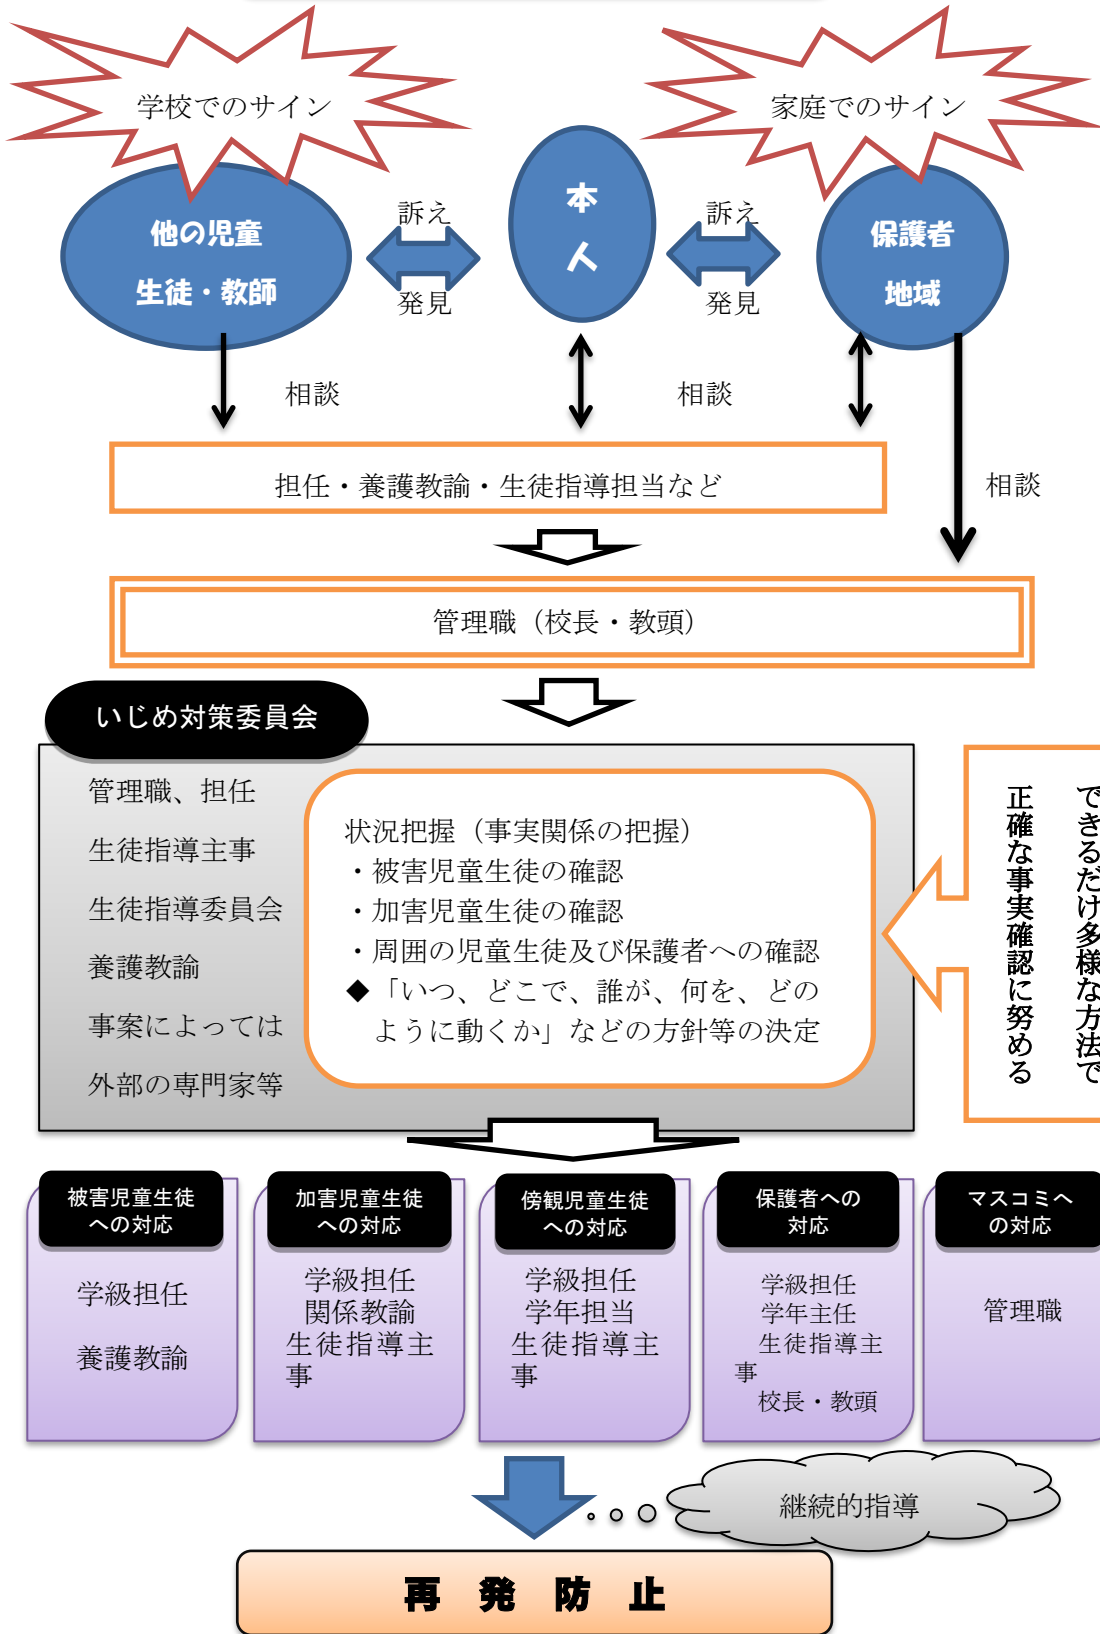 学校でのサイン
家庭でのサイン
他の児童
生徒・教師
訴え
発見
本
人
訴え
発見
保護者
地域
相談
相談
相談
担任・養護教諭・生徒指導担当など
管理職（校長・教頭）
いじめ対策委員会
管理職、担任
生徒指導主事
生徒指導委員会
養護教諭
事案によっては
外部の専門家等
状況把握（事実関係の把握）
・被害児童生徒の確認
・加害児童生徒の確認
・周囲の児童生徒及び保護者への確認
◆「いつ、どこで、誰が、何を、どの
ように動くか」などの方針等の決定
できるだけ多様な方法で
正確な事実確認に努める
被害児童生徒
への対応
学級担任
養護教諭
加害児童生徒
への対応
学級担任
関係教諭
生徒指導主
事
傍観児童生徒
への対応
学級担任
学年担当
生徒指導主
事
保護者への
対応
学級担任
学年主任
生徒指導主
事
校長・教頭
マスコミへ
の対応
管理職
継続的指導
再発防止